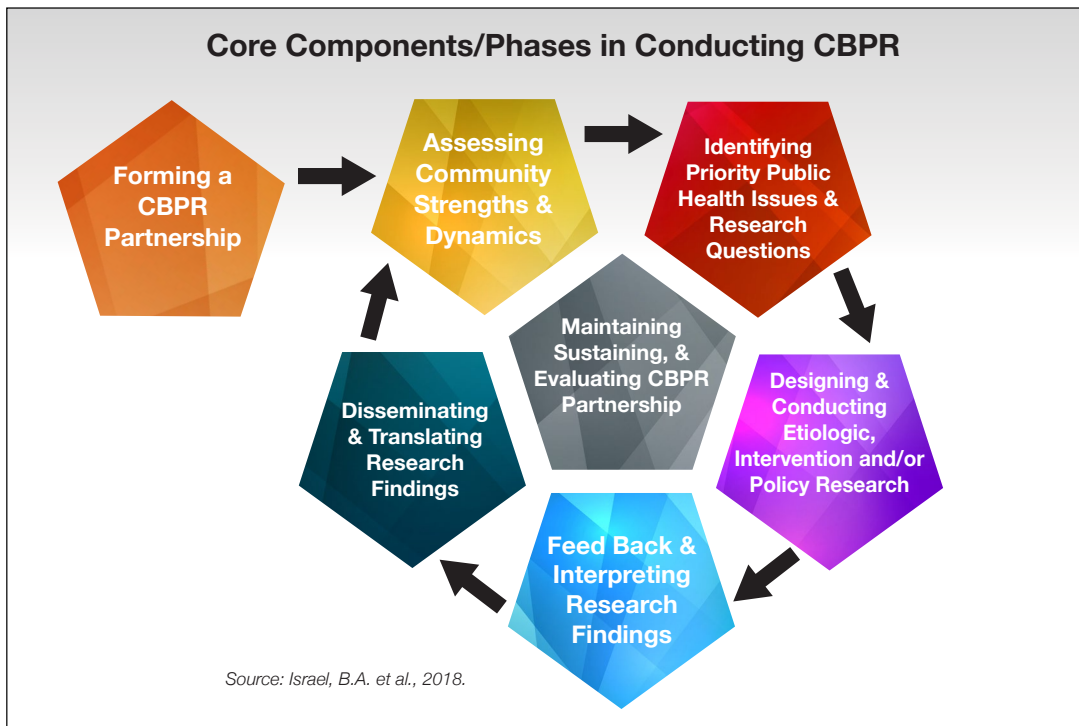 Core Components/Phases in Conducting CBPR
Forming a
CBPR
Partnership
Assessing
Community
Strengths &
Dynamics
Identifying
Priority Public
Health Issues &
Research
Questions
Maintaining
Sustaining, &
Evaluating CBPR
Partnership
Designing &
Conducting
Etiologic,
Intervention and/or
Policy Research
Disseminating
& Translating
Research
Findings
Feed Back &
Interpreting
Research
Findings
Source: Israel, B.A. et al., 2018.